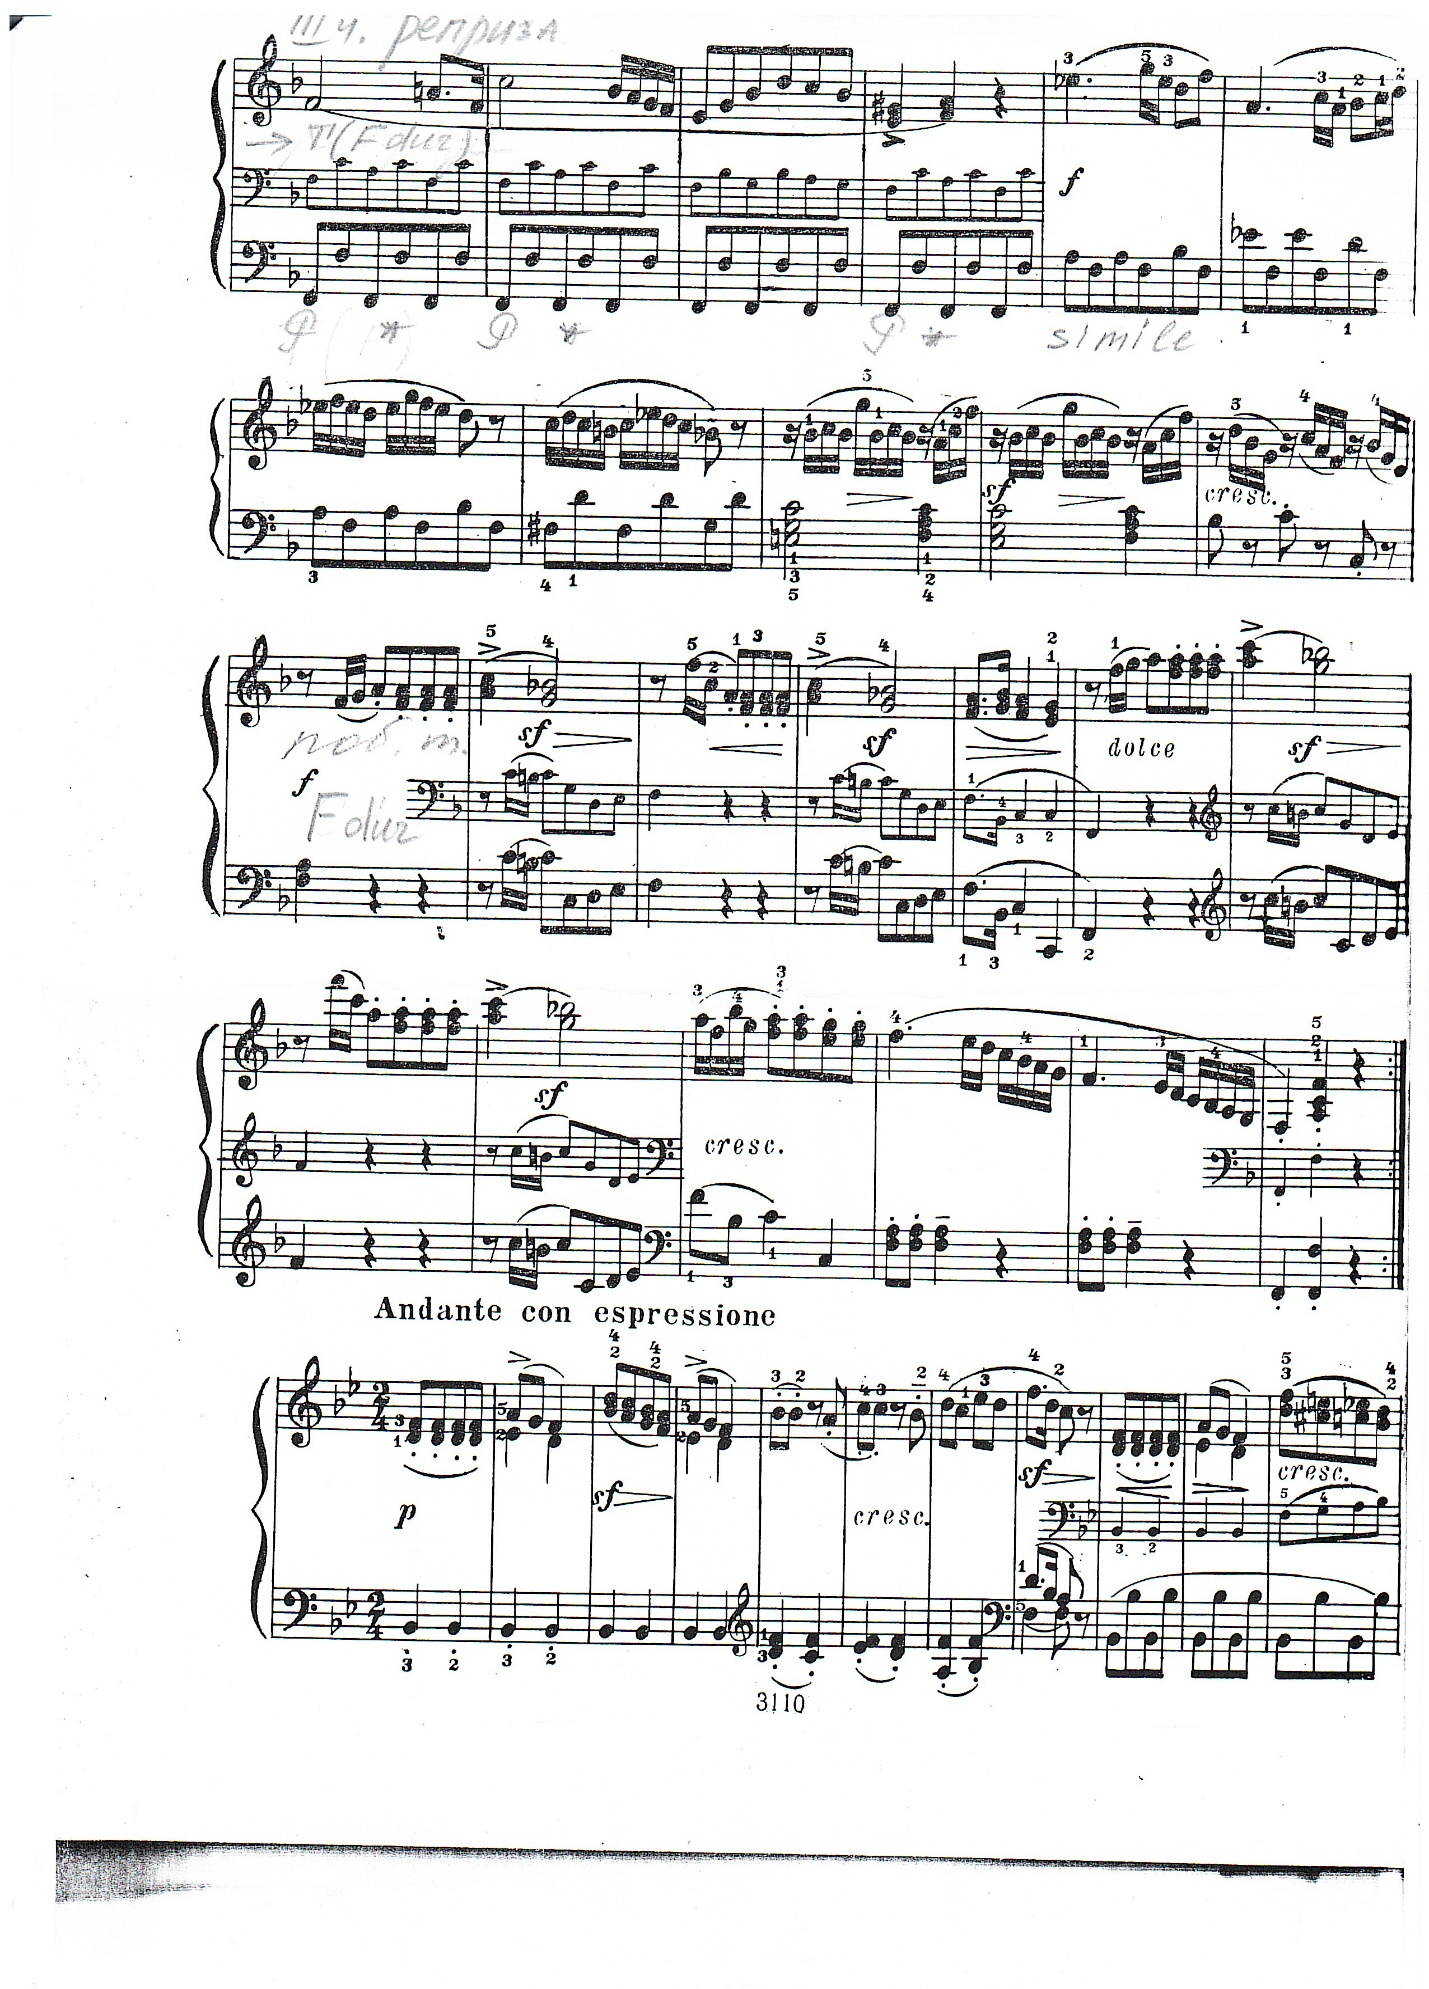 III ч. реприза
→ T (F dur)
f
simile
sf
cresc.
поб. т.
f
F dur
sf
sf
dolce
sf
sf
cresc.
Andante con espressione
p
sf
cresc.
sf
cresc.
3110